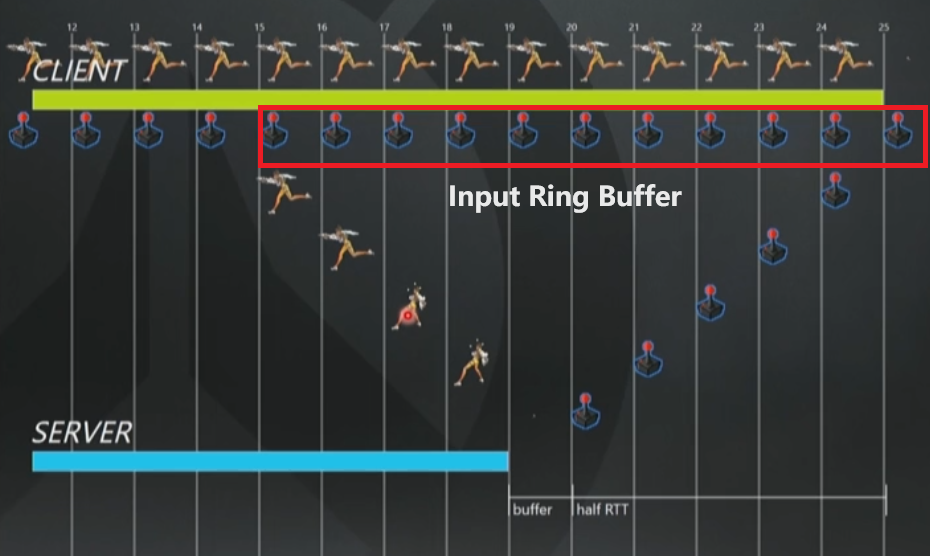 12 13 14 15 16 17 18 19 20 21 22 23 24 25
CLIENT
Input Ring Buffer
SERVER
buffer
half RTT